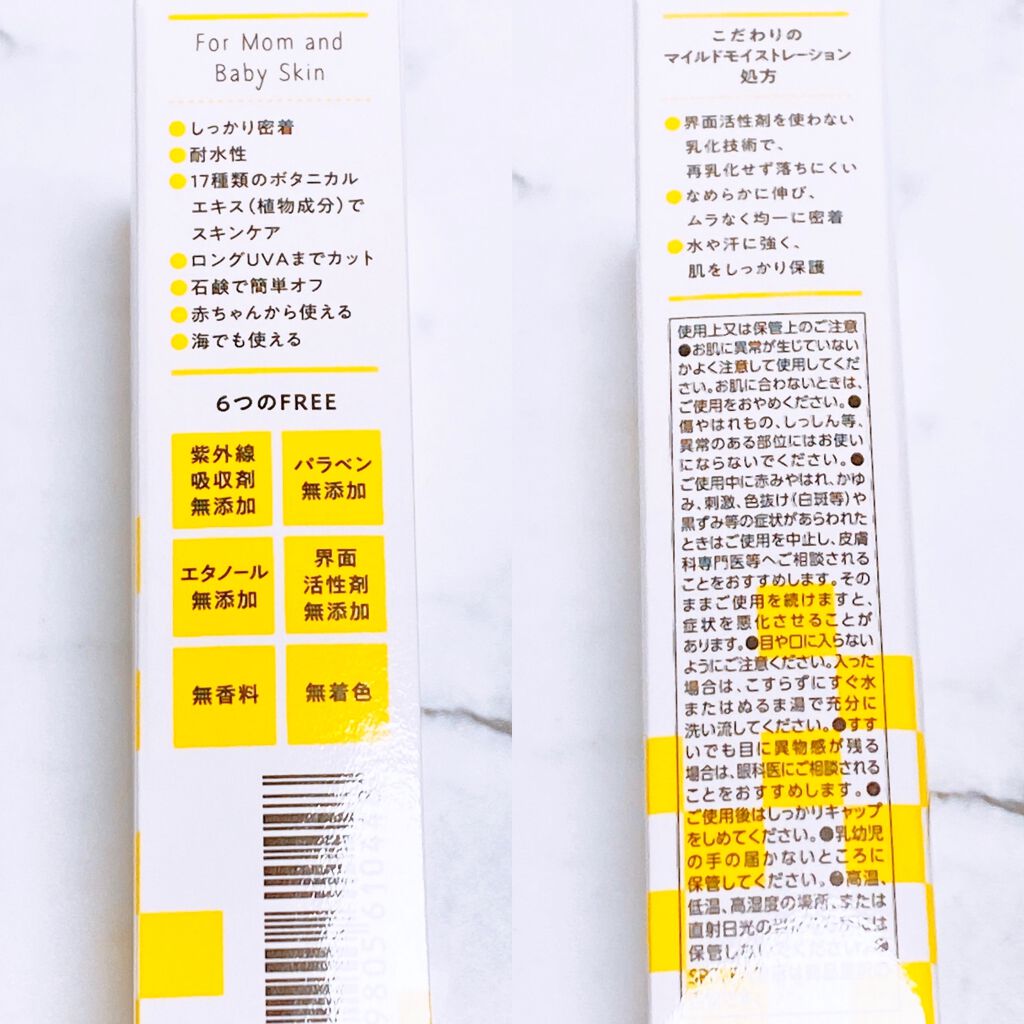 For Mom and
Baby Skin
●しっかり密着
●耐水性
●17種類のボタニカル
エキス(植物成分)で
スキンケア
●ロングUVAまでカット
●石鹸で簡単オフ
●赤ちゃんから使える
●海でも使える
6つのFREE
紫外線
吸収剤
無添加
パラベン
無添加
エタノール
無添加
界面
活性剤
無添加
無香料
無着色
こだわりの
マイルドモイストレーション
処方
●界面活性剤を使わない
乳化技術で、
再乳化せず落ちにくい
●なめらかに伸び、
ムラなく均一に密着
●水や汗に強く、
肌をしっかり保護
使用上又は保管上のご注意
●お肌に異常が生じていない
かよく注意して使用してくだ
さい。お肌に合わないときは、
ご使用をおやめください。●
傷やはれもの、しっしん等、
異常のある部位にはお使い
にならないでください。●
ご使用中に赤みやはれ、かゆ
み、刺激、色抜け(白斑等)や
黒ずみ等の症状があらわれた
ときはご使用を中止し、皮膚
科専門医等へご相談される
ことをおすすめします。その
ままご使用を続けますと、
症状を悪化させることが
あります。●目や口に入らない
ようにご注意ください。入った
場合は、こすらずにすぐ水
またはぬるま湯で充分に
洗い流してください。●すす
いでも目に異物感が残る
場合は、眼科医にご相談される
ことをおすすめします。●
ご使用後はしっかりキャップ
をしめてください。●乳幼児
の手の届かないところに
保管してください。●高温、
低温、高湿度の場所、または
直射日光の
保管しな